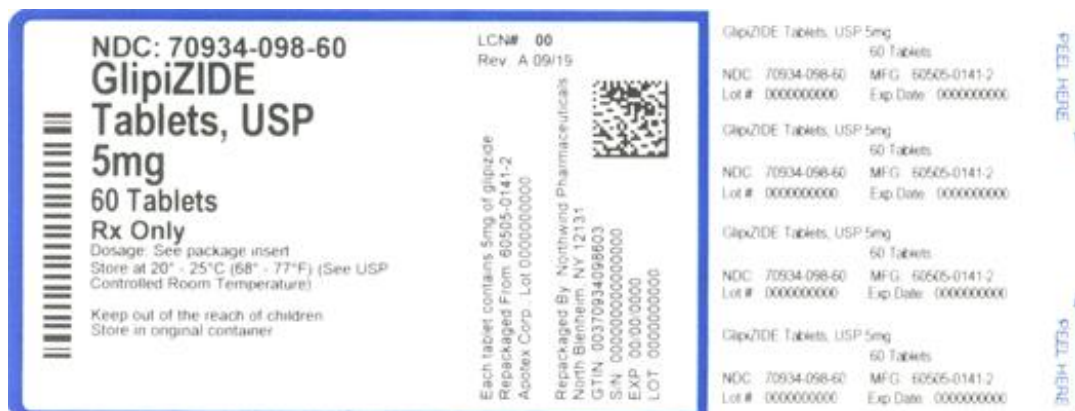 NDC: 70934-098-60
GlipiZIDE
Tablets, USP
5mg
60 Tablets
Rx Only
Dosage: See package insert
Store at 20° - 25°C (68° - 77°F) (See USP
Controlled Room Temperature)
Keep out of the reach of children
Store in original container
LCN# 00
Rev. A 09/19
Each tablet contains 5mg of glipizide
Repackaged From: 60505-0141-2
Apotex Corp. Lot 0000000000
Repackaged By: Northwind Pharmaceuticals
North Blenheim, NY 12131
GTIN: 00370934098603
S/N: 00000000000000
EXP: 00/00/0000
LOT: 0000000000
GlipiZIDE Tablets, USP 5mg
60 Tablets
NDC: 70934-098-60 MFG: 60505-0141-2
Lot #: 0000000000 Exp Date: 0000000000
GlipiZIDE Tablets, USP 5mg
60 Tablets
NDC: 70934-098-60 MFG: 60505-0141-2
Lot #: 0000000000 Exp Date: 0000000000
GlipiZIDE Tablets, USP 5mg
60 Tablets
NDC: 70934-098-60 MFG: 60505-0141-2
Lot #: 0000000000 Exp Date: 0000000000
GlipiZIDE Tablets, USP 5mg
60 Tablets
NDC: 70934-098-60 MFG: 60505-0141-2
Lot #: 0000000000 Exp Date: 0000000000
PEEL HERE
PEEL HERE